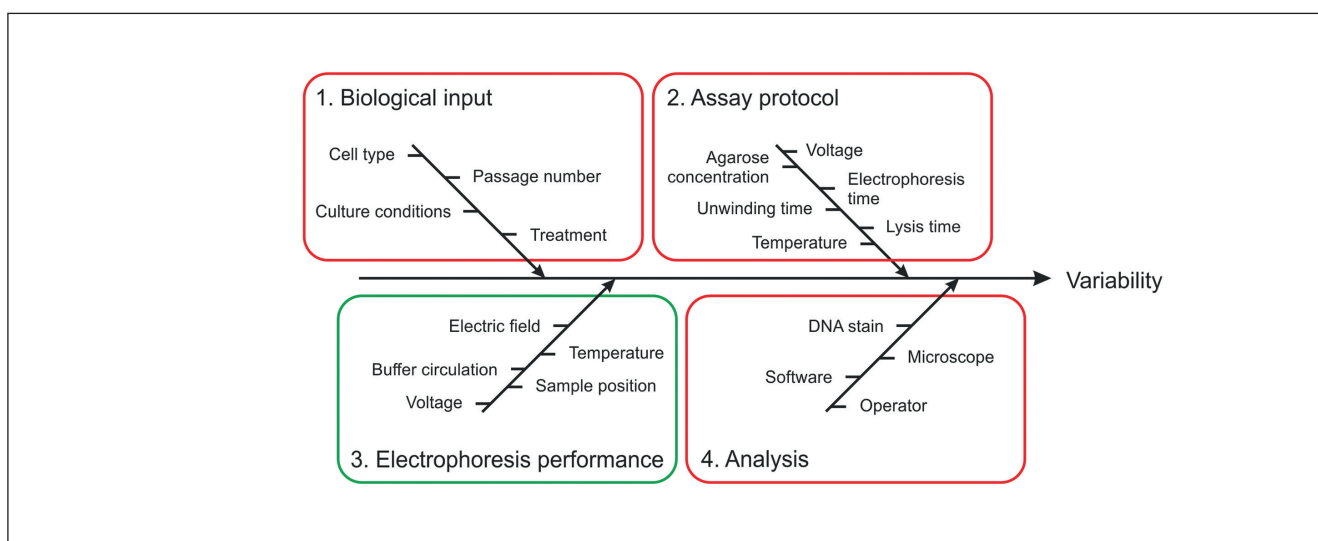 1. Biological input
Cell type
Passage number
Culture conditions
Treatment
2. Assay protocol
Voltage
Agarose
concentration
Electrophoresis
time
Unwinding time
Lysis time
Temperature
Variability
Electric field
Temperature
Buffer circulation
Sample position
Voltage
3. Electrophoresis performance
DNA stain
Microscope
Software
Operator
4. Analysis